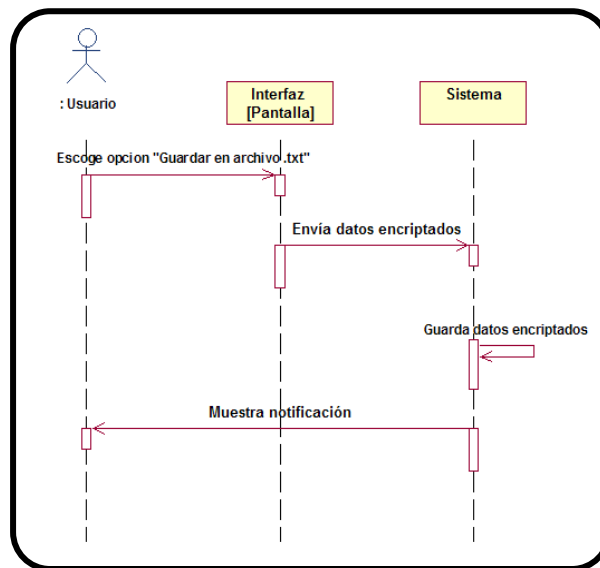 : Usuario
Interfaz
[Pantalla]
Sistema
Escoge opcion "Guardar en archivo .txt"
Envía datos encriptados
Guarda datos encriptados
Muestra notificación